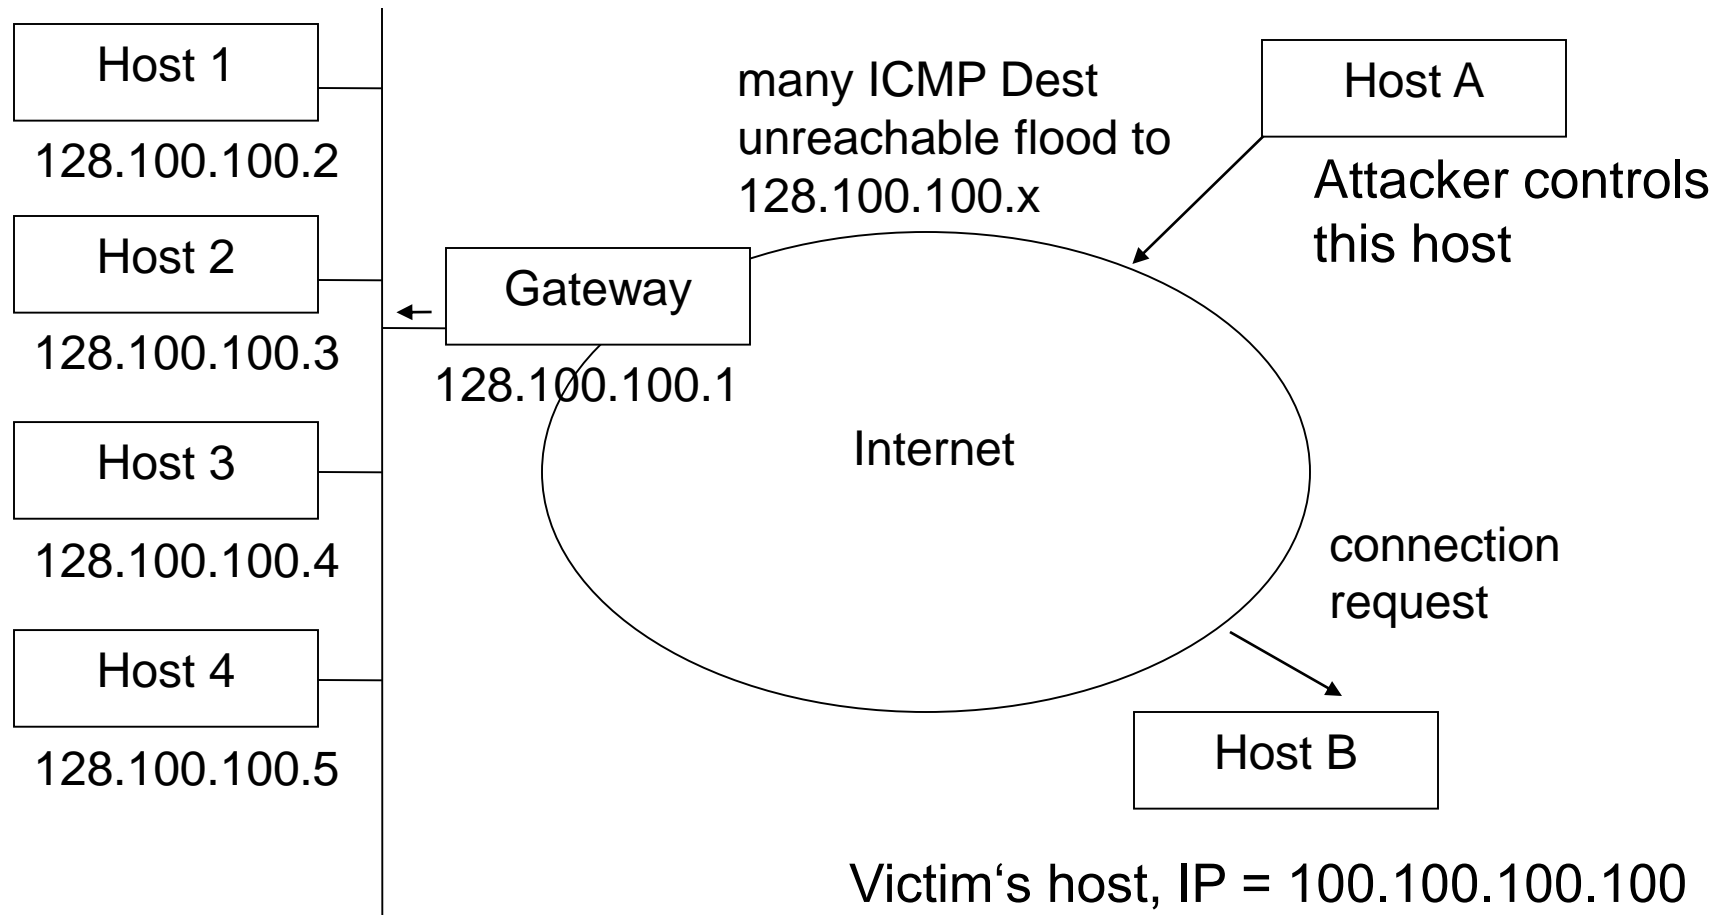 Host 1
128.100.100.2
Host 2
128.100.100.3
Host 3
128.100.100.4
Host 4
128.100.100.5
many ICMP Dest
unreachable flood to
128.100.100.x
Gateway
128.100.100.1
Internet
Host A
Attacker controls
this host
connection
request
Host B
Victim‘s host, IP = 100.100.100.100